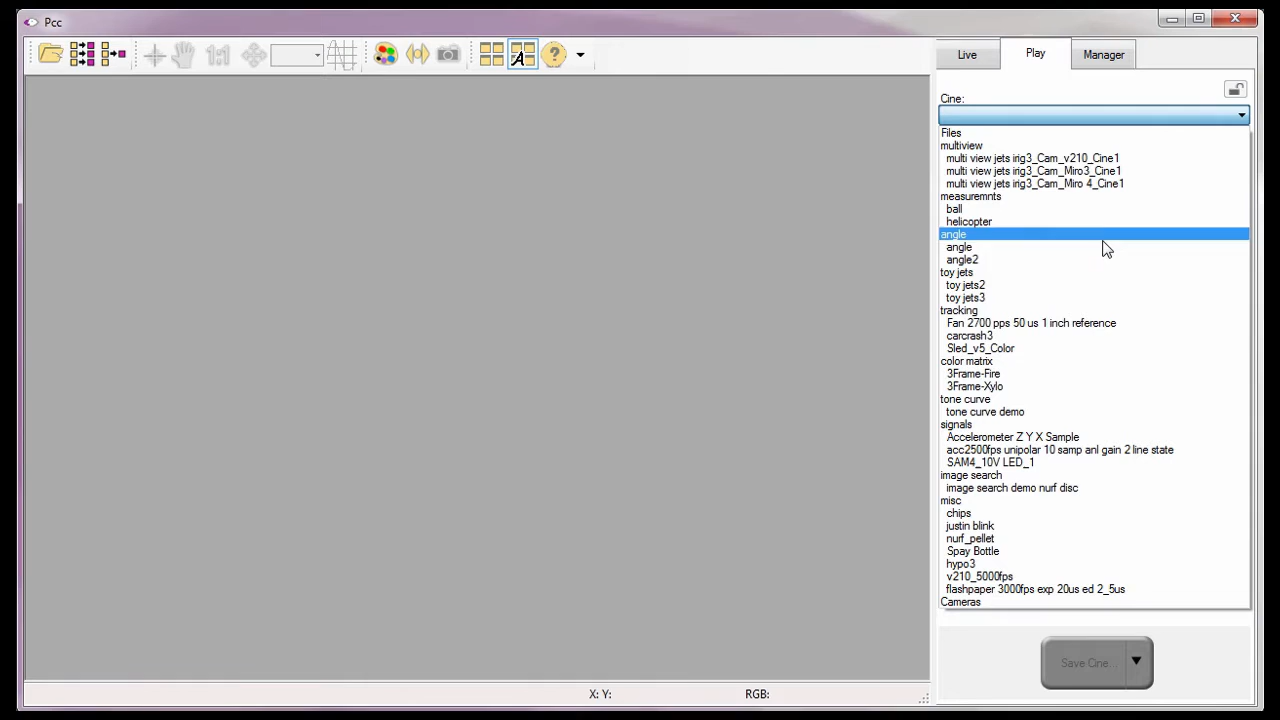 Pcc
1:1
A
?
Live
Play
Manager
Cine:
Files
multiview
multi view jets irig3_Cam_v210_Cine1
multi view jets irig3_Cam_Miro3_Cine1
multi view jets irig3_Cam_Miro 4_Cine1
measuremnts
ball
helicopter
angle
angle
angle2
toy jets
toy jets2
toy jets3
tracking
Fan 2700 pps 50 us 1 inch reference
carcrash3
Sled_v5_Color
color matrix
3Frame-Fire
3Frame-Xylo
tone curve
tone curve demo
signals
Accelerometer Z Y X Sample
acc2500fps unipolar 10 samp anl gain 2 line state
SAM4_10V LED_1
image search
image search demo nurf disc
misc
chips
justin blink
nurf_pellet
Spay Bottle
hypo3
v210_5000fps
flashpaper 3000fps exp 20us ed 2_5us
Cameras
Save Cine...
X: Y:
RGB: